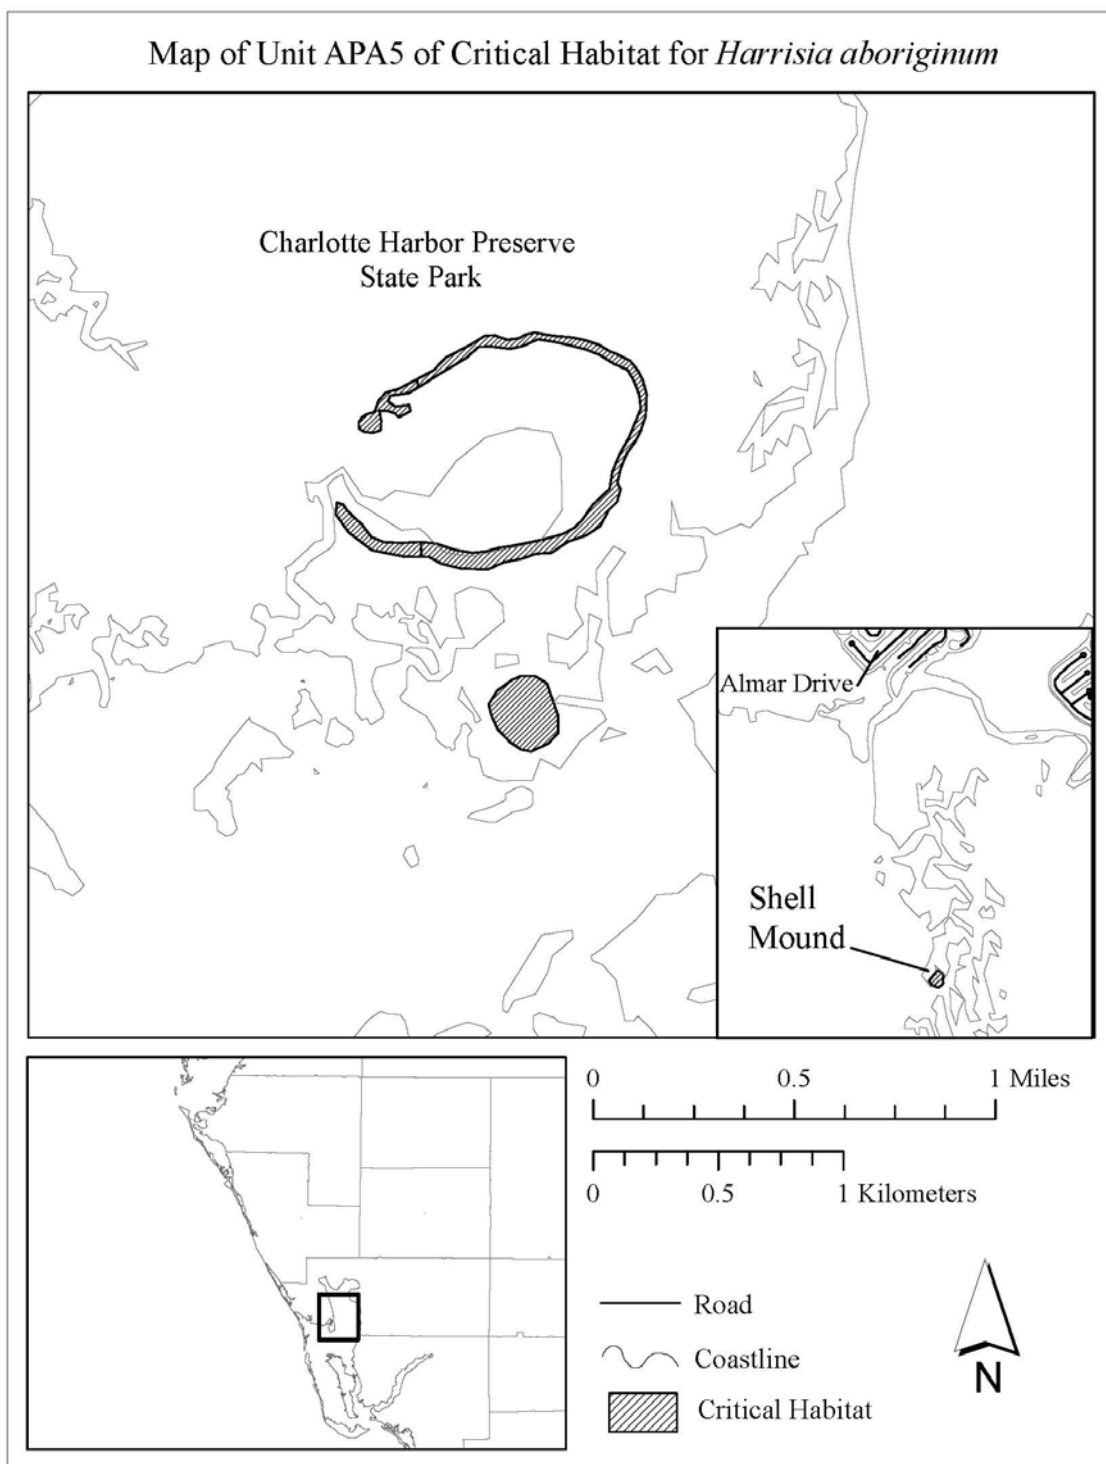 Map of Unit APA5 of Critical Habitat for Harrisia aboriginum
Charlotte Harbor Preserve
State Park
Almar Drive
Shell
Mound
0 0.5 1 Miles
0 0.5 1 Kilometers
Road
Coastline
Critical Habitat
N